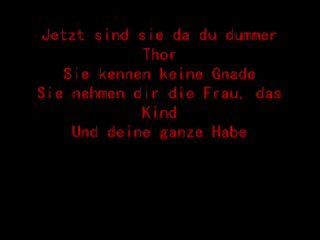 Jetzt sind sie da du dummer
Thor
Sie kennen keine Gnade
Sie nehmen dir die Frau, das
Kind
Und deine ganze Habe